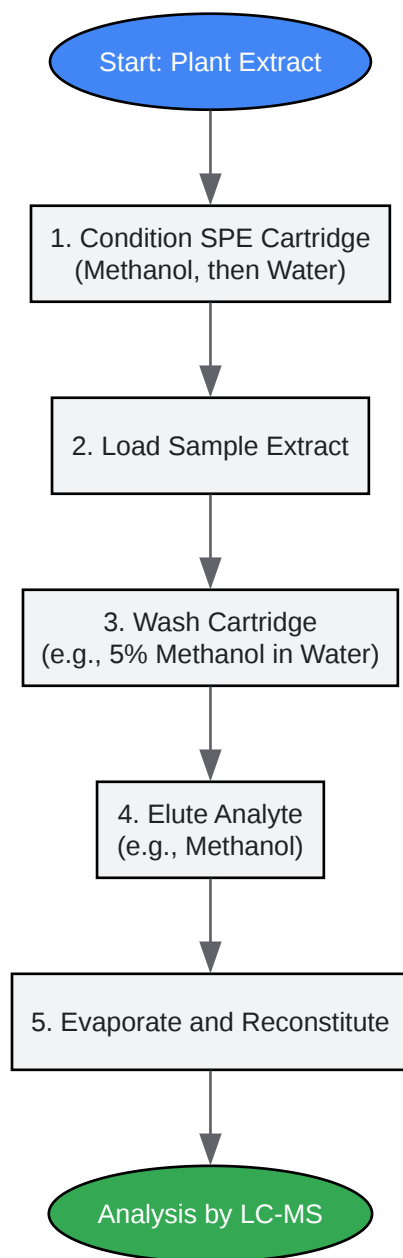 Start: Plant Extract
1. Condition SPE Cartridge
(Methanol, then Water)
2. Load Sample Extract
3. Wash Cartridge
(e.g., 5% Methanol in Water)
4. Elute Analyte
(e.g., Methanol)
5. Evaporate and Reconstitute
Analysis by LC-MS